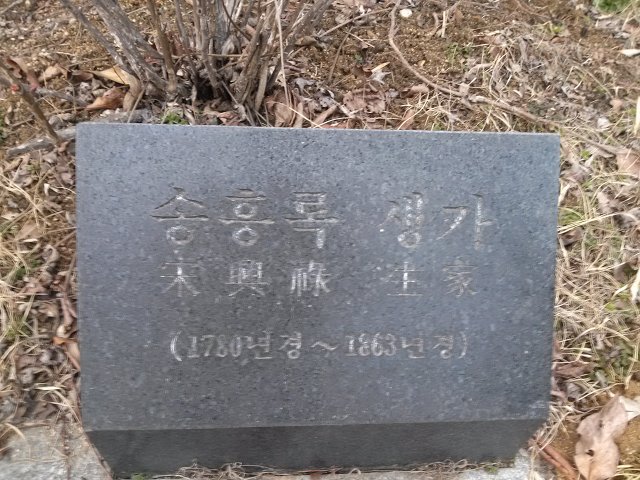 송흥록 생가
宋興祿 生家
(1780년경~1863년경)